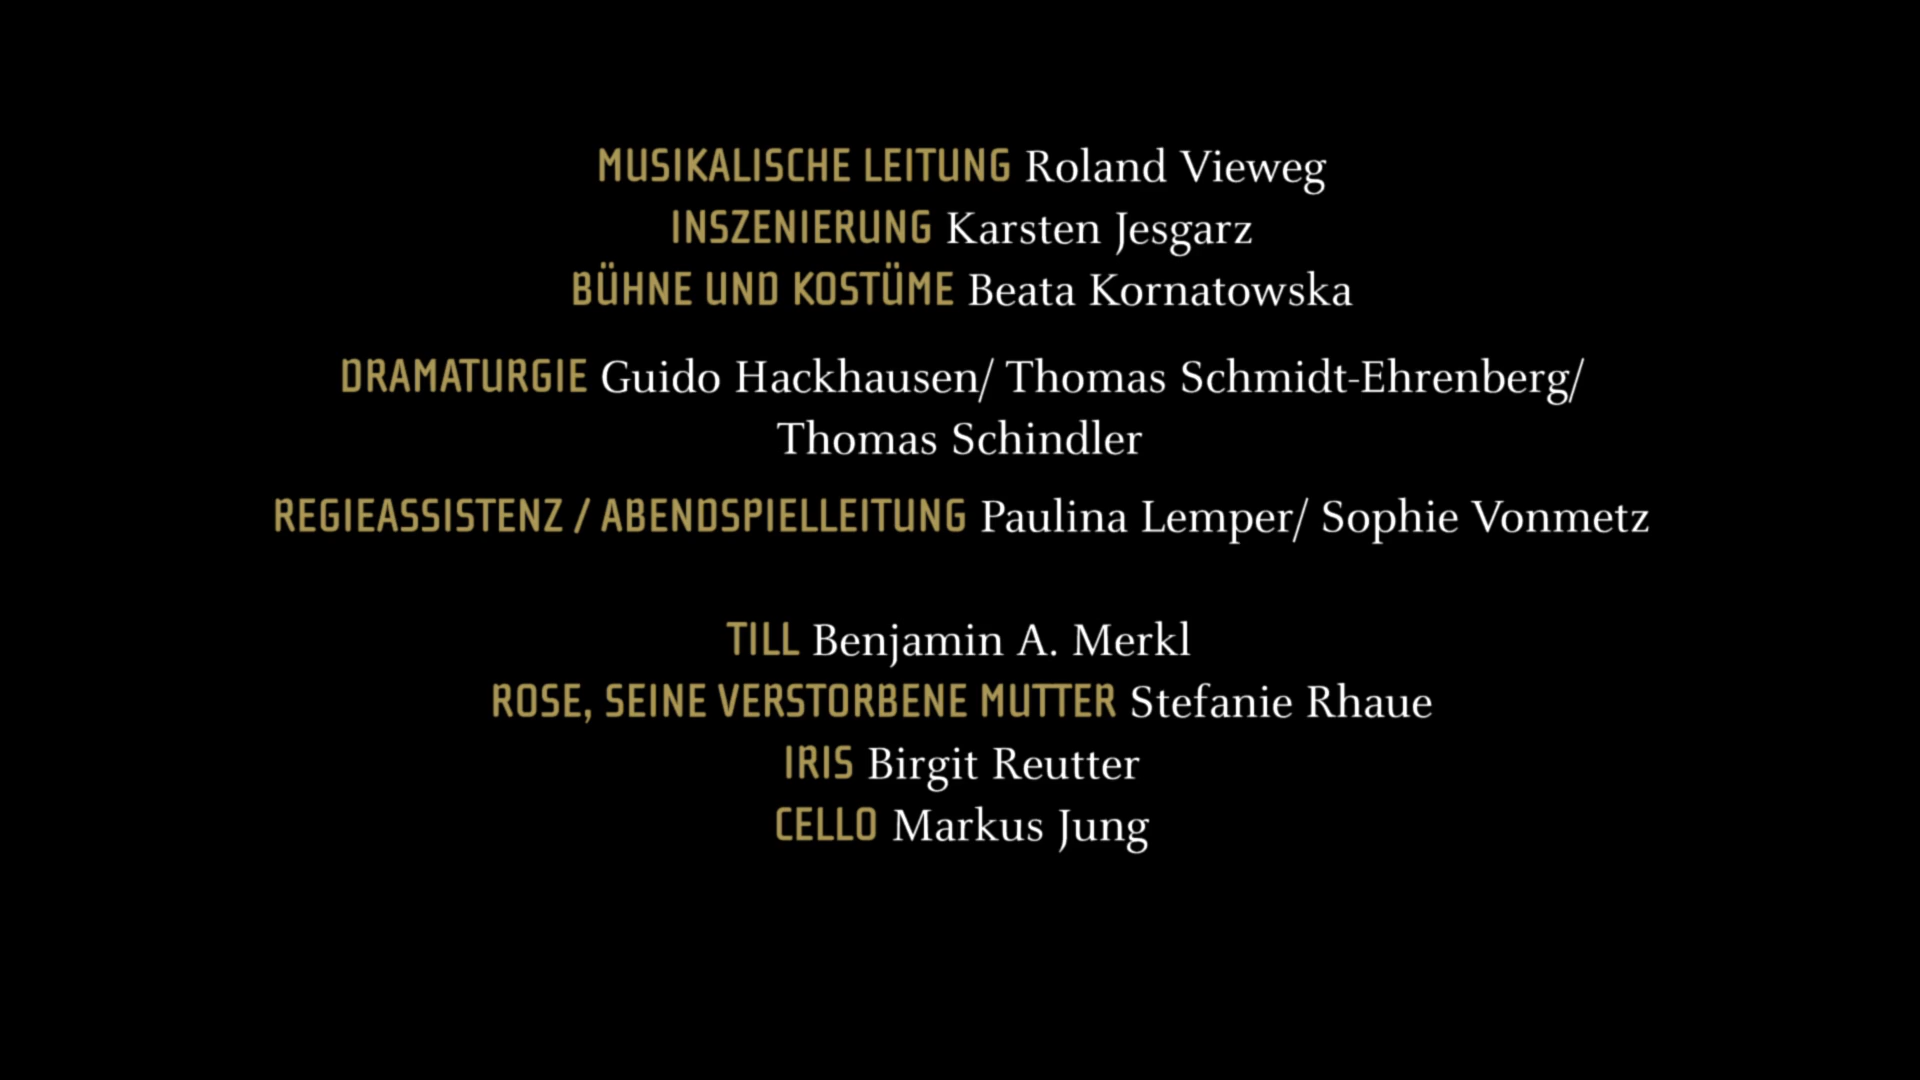 MUSIKALISCHE LEITUNG Roland Vieweg
INSZENIERUNG Karsten Jesgarz
BÜHNE UND KOSTÜME Beata Kornatowska
DRAMATURGIE Guido Hackhausen/ Thomas Schmidt-Ehrenberg/
Thomas Schindler
REGIEASSISTENZ / ABENDSPIELLEITUNG Paulina Lemper/ Sophie Vonmetz
TILL Benjamin A. Merkl
ROSE, SEINE VERSTORBENE MUTTER Stefanie Rhaue
IRIS Birgit Reutter
CELLO Markus Jung